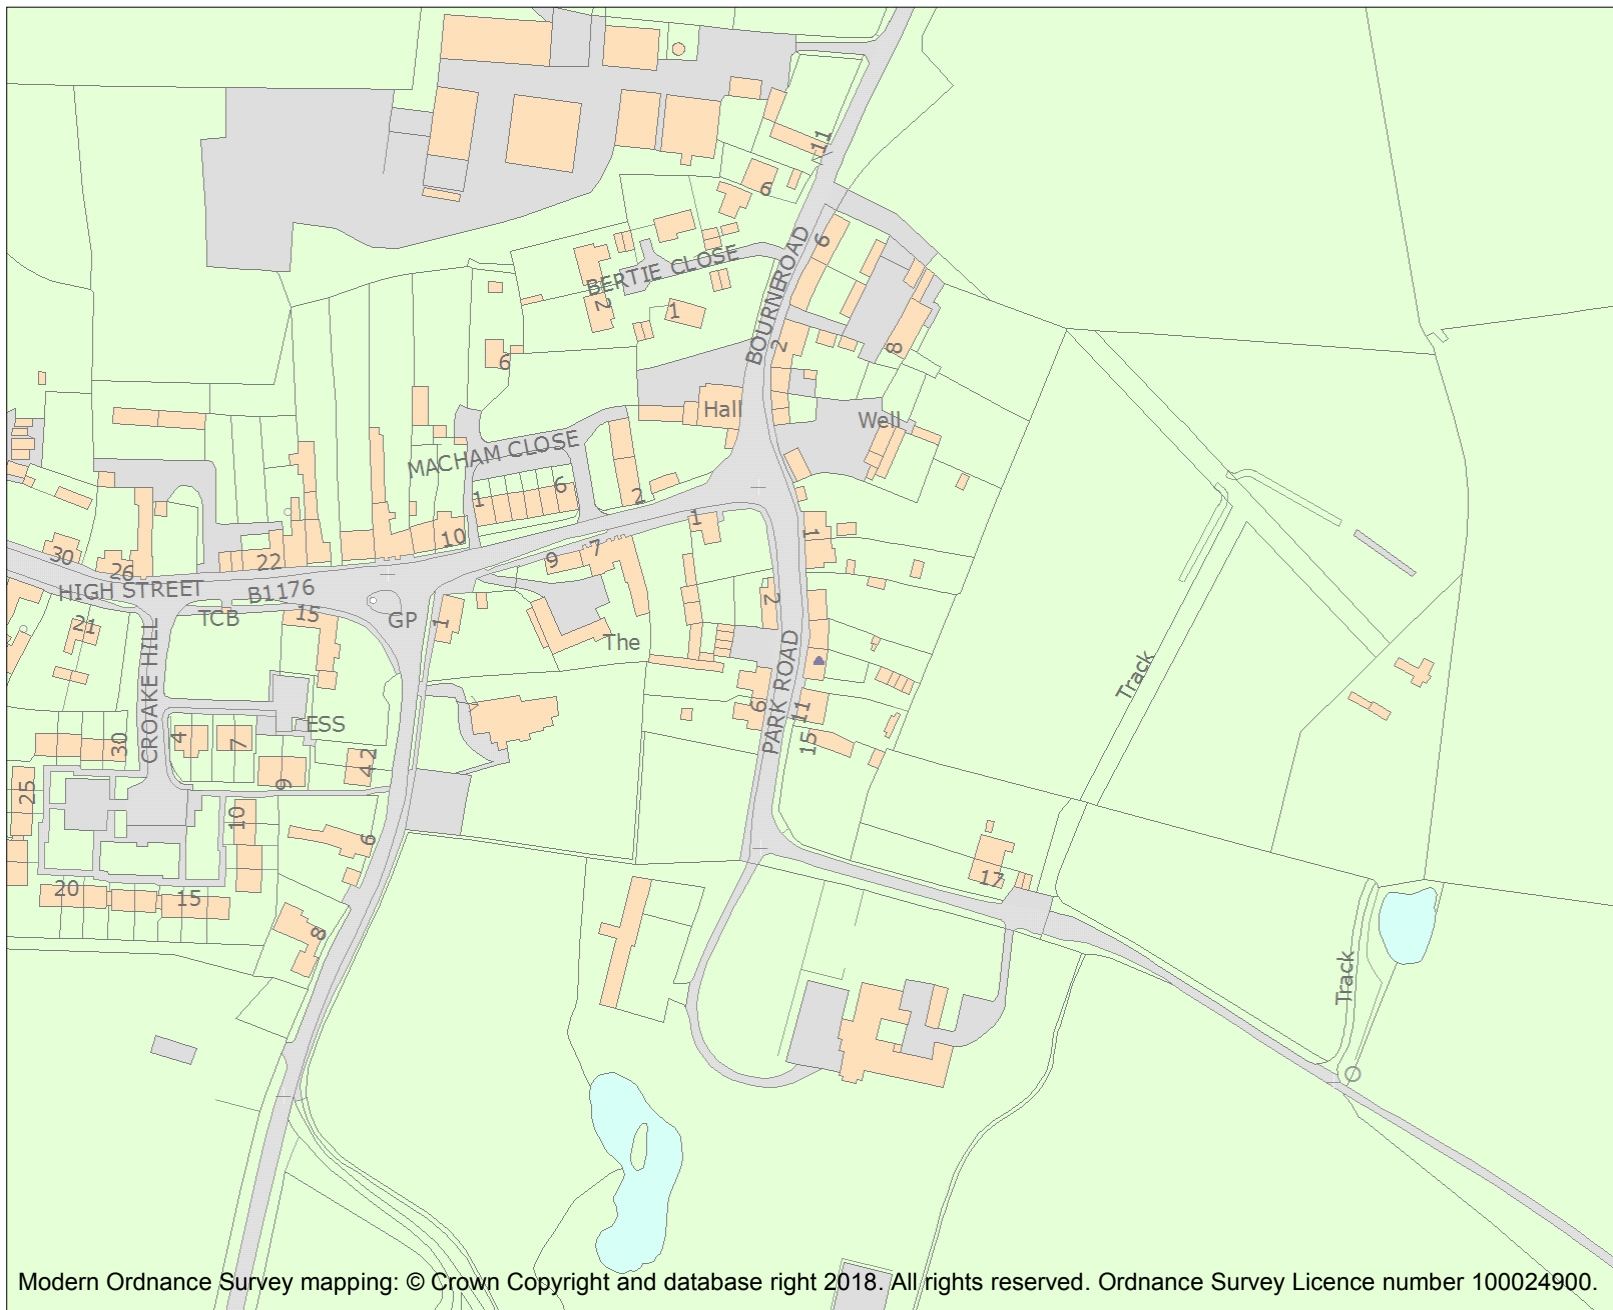 11
6
6
BERTIE CLOSE
BOURNEROAD
2
1
2
8
6
Hall
Well
MACHAM CLOSE
1
6
2
10
1
1
30
26
22
9
7
HIGH STREET
B1176
TCB
15
GP
1
2
21
The
CROAKE HILL
PARK ROAD
Track
6
11
15
ESS
30
4
7
42
9
25
10
6
17
20
15
8
Track
Modern Ordnance Survey mapping: © Crown Copyright and database right 2018. All rights reserved. Ordnance Survey Licence number 100024900.